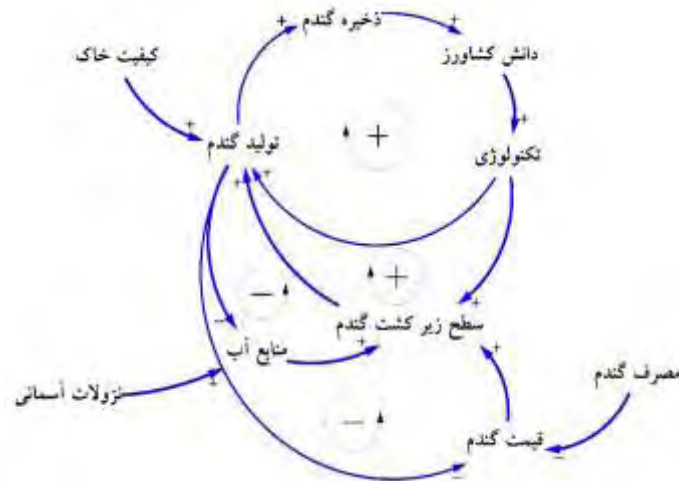 ذخیره گندم
دانش کشاورز
کیفیت خاک
تولید گندم
تکنولوژی
سطح زیر کشت گندم
منابع آب
نزولات آسمانی
مصرف گندم
قیمت گندم